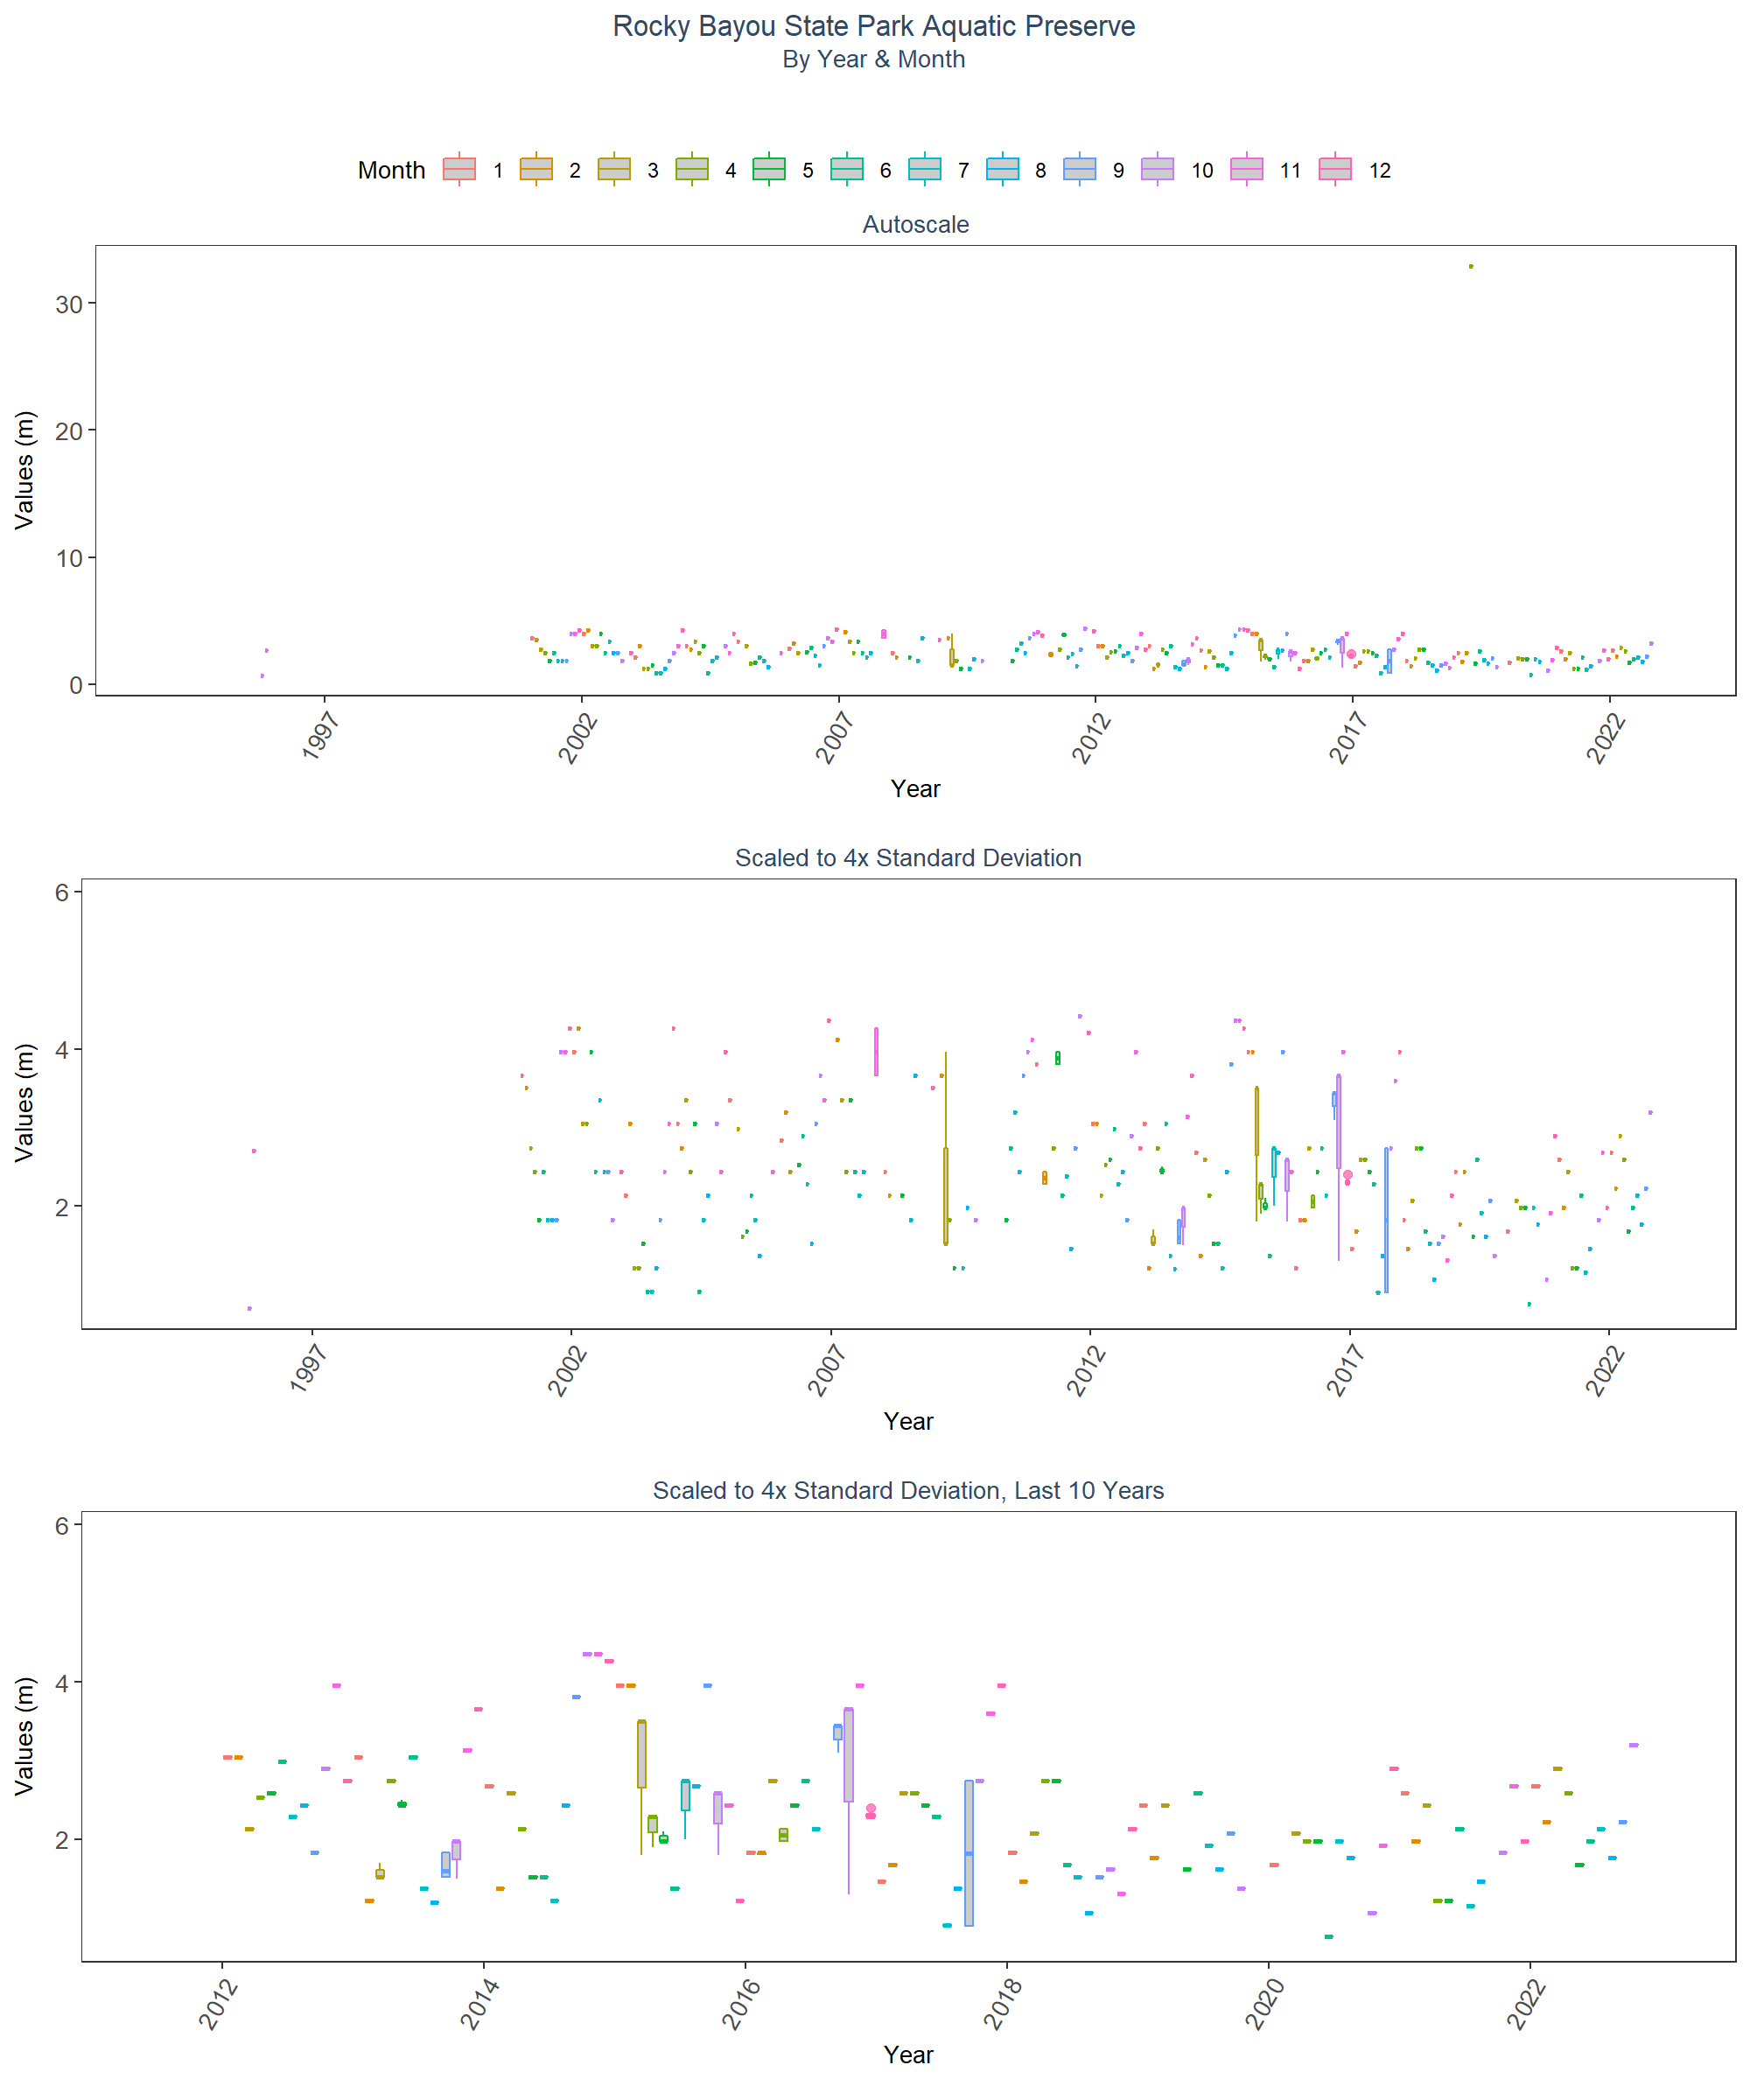 Rocky Bayou State Park Aquatic Preserve
By Year & Month
Month 1 2 3 4 5 6 7 8 9 10 11 12
Autoscale
Values (m)
30
20
10
0
1997 2002 2007 2012 2017 2022
Year
Scaled to 4x Standard Deviation
Values (m)
6
4
2
1997 2002 2007 2012 2017 2022
Year
Scaled to 4x Standard Deviation, Last 10 Years
Values (m)
6
4
2
2012 2014 2016 2018 2020 2022
Year